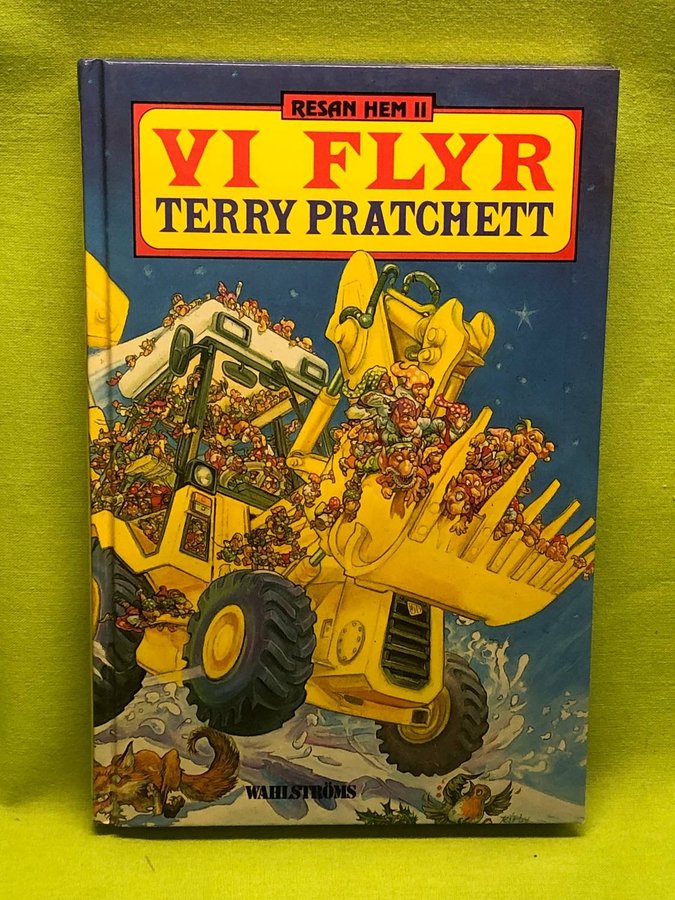 RESAN HEM II
VI FLYR
TERRY PRATCHETT
WAHLSTRÖMS